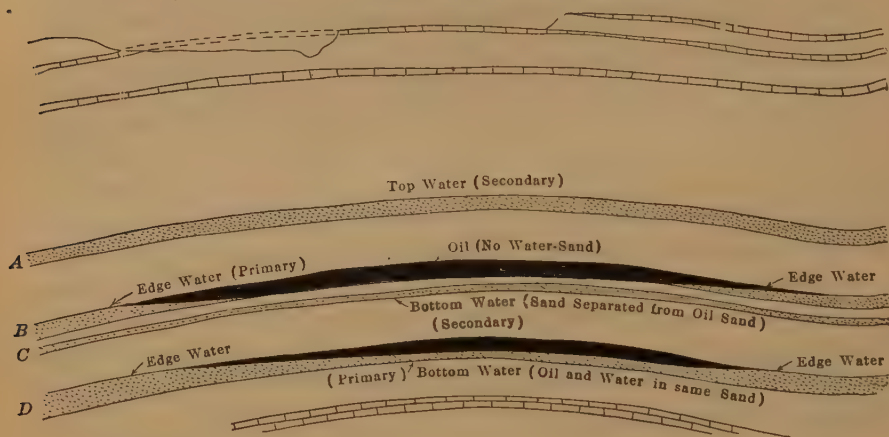 Top Water (Secondary)
A
Oil (No Water-Sand)
Edge Water (Primary)
Edge Water
B
Bottom Water (Sand Separated from Oil Sand)
(Secondary)
C
Edge Water
Edge Water
(Primary) Bottom Water (Oil and Water in same Sand)
D